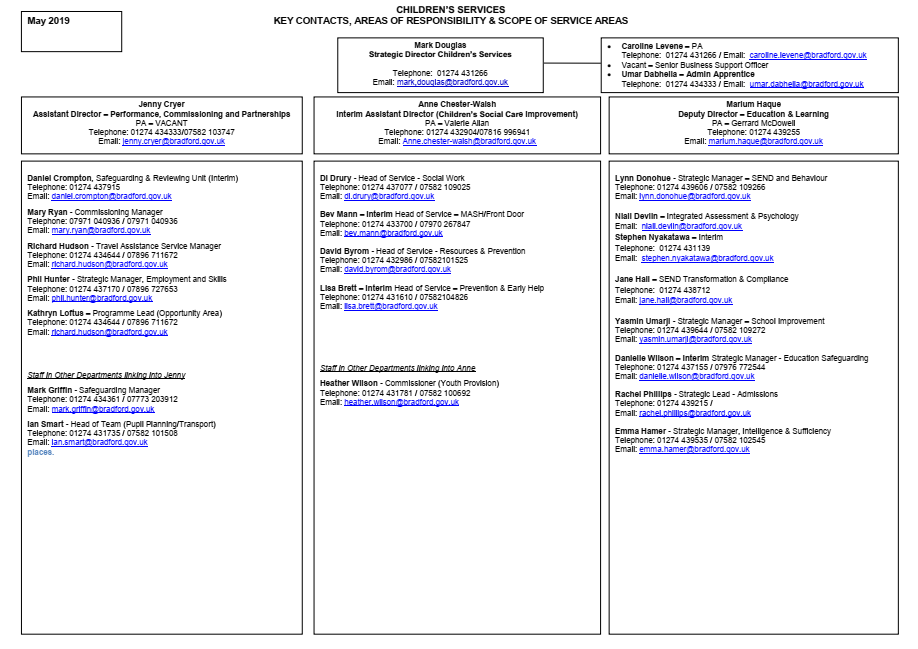 May 2019
CHILDREN'S SERVICES
KEY CONTACTS, AREAS OF RESPONSIBILITY & SCOPE OF SERVICE AREAS
Mark Douglas
Strategic Director Children's Services
Telephone: 01274 431266
Email: mark.douglas@bradford.gov.uk
• Caroline Levene – PA
Telephone: 01274 431266 / Email: caroline.levene@bradford.gov.uk
• Vacant – Senior Business Support Officer
• Umar Dabhelia – Admin Apprentice
Telephone: 01274 434333 / Email: umar.dabhelia@bradford.gov.uk
Jenny Cryer
Assistant Director – Performance, Commissioning and Partnerships
PA – VACANT
Telephone: 01274 434333/07582 103747
Email: jenny.cryer@bradford.gov.uk
Anne Chester-Walsh
Interim Assistant Director (Children's Social Care Improvement)
PA – Valerie Allan
Telephone: 01274 432904/07816 996941
Email: Anne.chester-walsh@bradford.gov.uk
Marium Haque
Deputy Director – Education & Learning
PA – Gerrard McDowell
Telephone: 01274 439255
Email: marium.haque@bradford.gov.uk
Daniel Crompton, Safeguarding & Reviewing Unit (Interim)
Telephone: 01274 437915
Email: daniel.crompton@bradford.gov.uk
Mary Ryan - Commissioning Manager
Telephone: 07971 040936 / 07971 040936
Email: mary.ryan@bradford.gov.uk
Richard Hudson - Travel Assistance Service Manager
Telephone: 01274 434644 / 07896 711672
Email: richard.hudson@bradford.gov.uk
Phil Hunter - Strategic Manager, Employment and Skills
Telephone: 01274 437170 / 07896 727653
Email: phil.hunter@bradford.gov.uk
Kathryn Loftus – Programme Lead (Opportunity Area)
Telephone: 01274 434644 / 07896 711672
Email: richard.hudson@bradford.gov.uk
Staff in Other Departments linking into Jenny
Mark Griffin - Safeguarding Manager
Telephone: 01274 434361 / 07773 203912
Email: mark.griffin@bradford.gov.uk
Ian Smart - Head of Team (Pupil Planning/Transport)
Telephone: 01274 431735 / 07582 101508
Email: Ian.smart@bradford.gov.uk
places.
Di Drury - Head of Service - Social Work
Telephone: 01274 437077 / 07582 109025
Email: di.drury@bradford.gov.uk
Bev Mann – Interim Head of Service – MASH/Front Door
Telephone: 01274 433700 / 07970 267847
Email: bev.mann@bradford.gov.uk
David Byrom - Head of Service - Resources & Prevention
Telephone: 01274 432986 / 07582101525
Email: david.byrom@bradford.gov.uk
Lisa Brett – Interim Head of Service – Prevention & Early Help
Telephone: 01274 431610 / 07582104826
Email: lisa.brett@bradford.gov.uk
Staff in Other Departments linking into Anne
Heather Wilson - Commissioner (Youth Provision)
Telephone: 01274 431781 / 07582 100692
Email: heather.wilson@bradford.gov.uk
Lynn Donohue - Strategic Manager – SEND and Behaviour
Telephone: 01274 439606 / 07582 109266
Email: lynn.donohue@bradford.gov.uk
Niall Devlin – Integrated Assessment & Psychology
Email: niall.devlin@bradford.gov.uk
Stephen Nyakatawa – Interim
Telephone: 01274 431139
Email: stephen.nyakatawa@bradford.gov.uk
Jane Hall – SEND Transformation & Compliance
Telephone: 01274 438712
Email: jane.hall@bradford.gov.uk
Yasmin Umarji - Strategic Manager – School Improvement
Telephone: 01274 439644 / 07582 109272
Email: yasmin.umarji@bradford.gov.uk
Danielle Wilson – Interim Strategic Manager - Education Safeguarding
Telephone: 01274 437155 / 07976 772544
Email: danielle.wilson@bradford.gov.uk
Rachel Phillips - Strategic Lead - Admissions
Telephone: 01274 439215 /
Email: rachel.phillips@bradford.gov.uk
Emma Hamer - Strategic Manager, Intelligence & Sufficiency
Telephone: 01274 439535 / 07582 102545
Email: emma.hamer@bradford.gov.uk